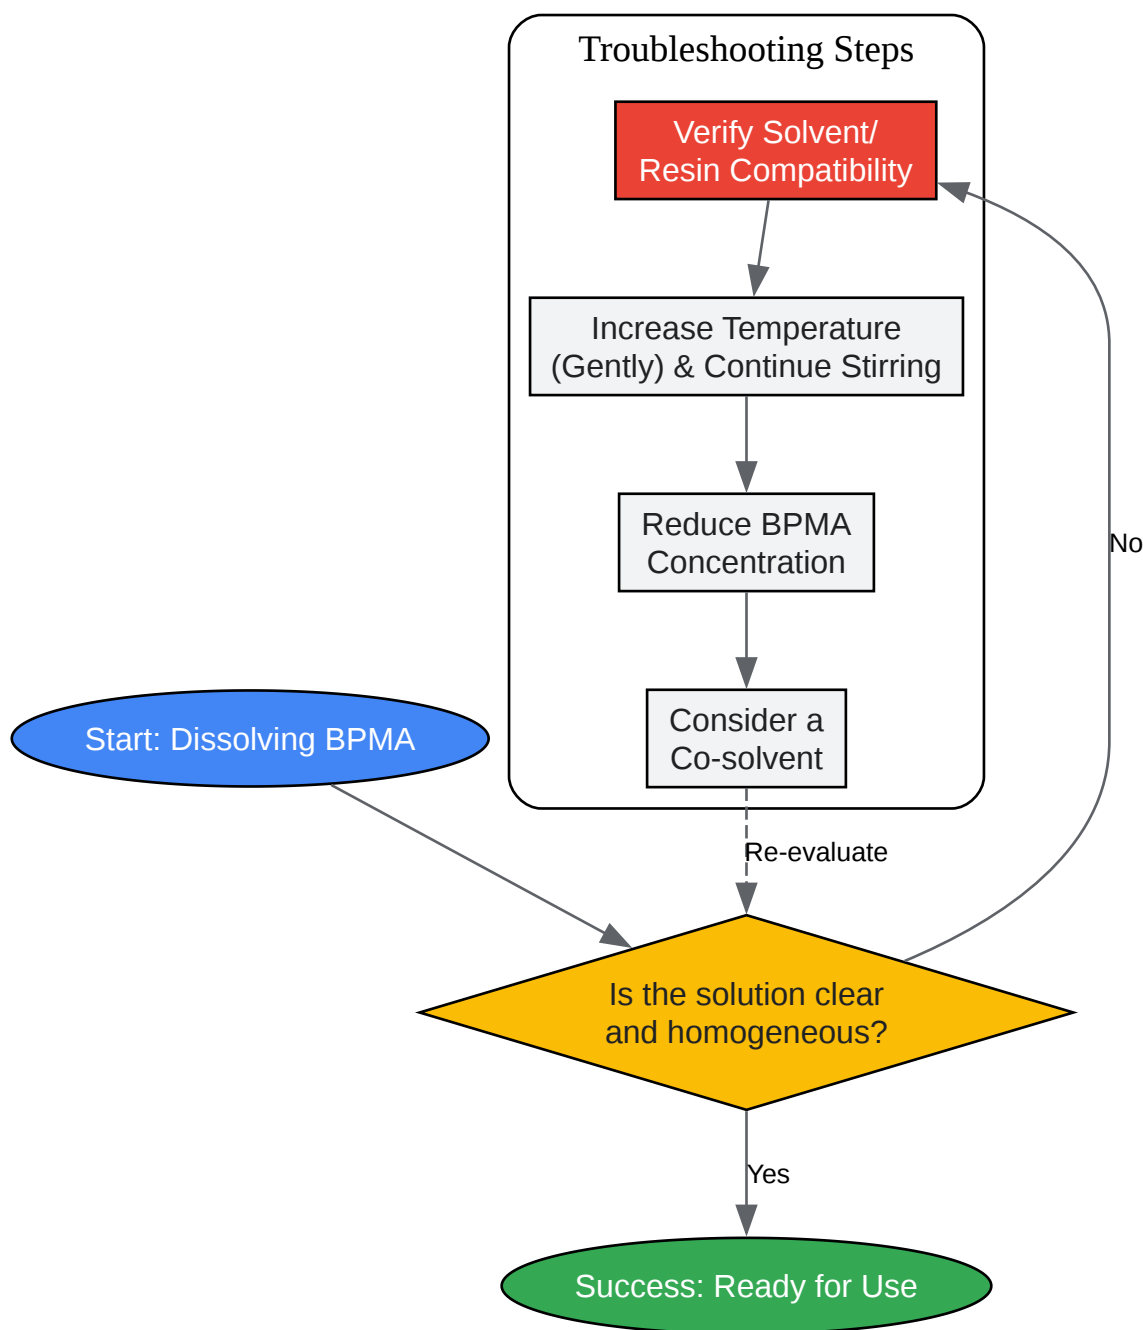 Troubleshooting Steps
Verify Solvent/
Resin Compatibility
Increase Temperature
(Gently) & Continue Stirring
Reduce BPMA
Concentration
No
Consider a
Co-solvent
Start: Dissolving BPMA
Re-evaluate
Is the solution clear
and homogeneous?
Yes
Success: Ready for Use